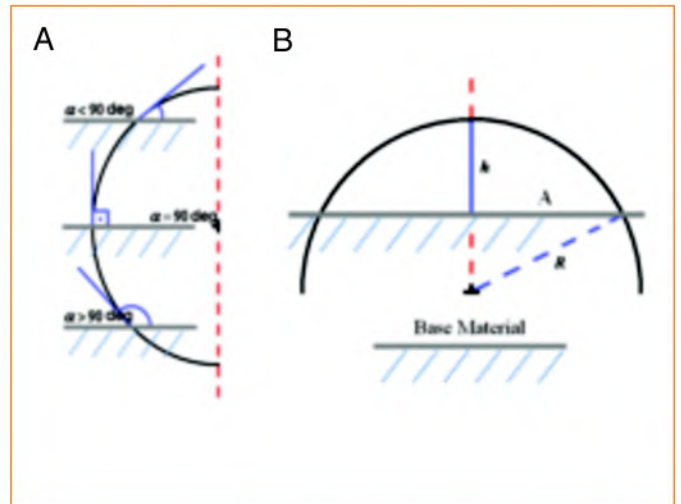 A
B
α < 90 deg
α = 90 deg
α > 90 deg
h
A
R
Base Material